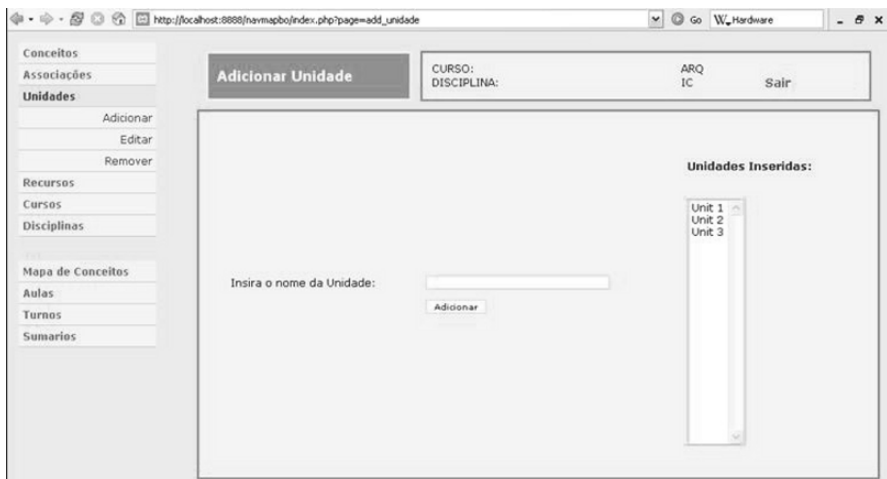 http://localhost:8888/navmapbo/index.php?page=add_unidade
Go
W Hardware
Conceitos
Associações
Unidades
Adicionar
Editar
Remover
Recursos
Cursos
Disciplinas
Mapa de Conceitos
Aulas
Turnos
Sumarios
Adicionar Unidade
CURSO: ARQ
DISCIPLINA: IC Sair
Unidades Inseridas:
Unit 1
Unit 2
Unit 3
Insira o nome da Unidade:
Adicionar